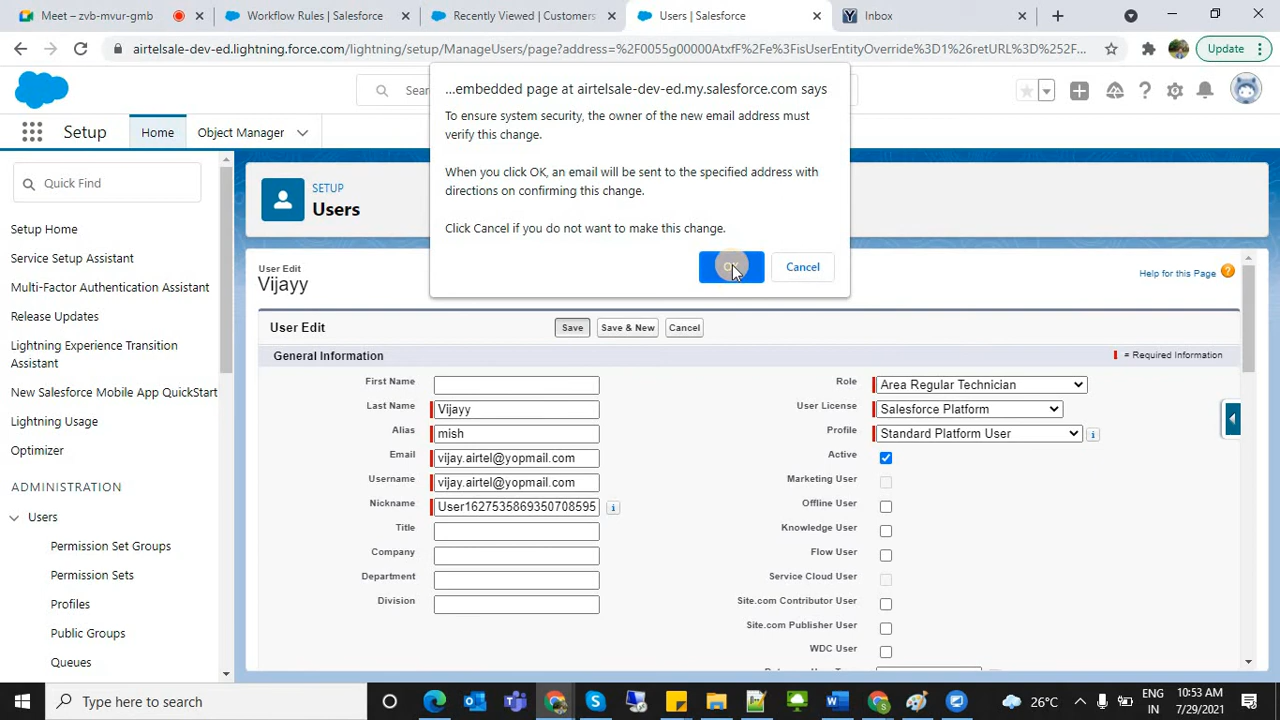 Meet – zvb-mvur-gmb
Workflow Rules | Salesforce
Recently Viewed | Customers
Users | Salesforce
Inbox
airtelsale-dev-ed.lightning.force.com/lightning/setup/ManageUsers/page?address=%2F0055g00000AtxfF%2Fe%3FisUserEntityOverride%3D1%26retURL%3D%252F...
Update
Sear
Setup
Home
Object Manager
...embedded page at airtelsale-dev-ed.my.salesforce.com says
To ensure system security, the owner of the new email address must
verify this change.
When you click OK, an email will be sent to the specified address with
directions on confirming this change.
Click Cancel if you do not want to make this change.
Cancel
Quick Find
Setup Home
Service Setup Assistant
Multi-Factor Authentication Assistant
Release Updates
Lightning Experience Transition
Assistant
New Salesforce Mobile App QuickStart
Lightning Usage
Optimizer
ADMINISTRATION
Users
Permission Set Groups
Permission Sets
Profiles
Public Groups
Queues
SETUP
Users
User Edit
Vijayy
Help for this Page
User Edit
Save
Save & New
Cancel
General Information
= Required Information
First Name
Last Name Vijayy
Alias mish
Email vijay.airtel@yopmail.com
Username vijay.airtel@yopmail.com
Nickname User1627535869350708595
Title
Company
Department
Division
Role Area Regular Technician
User License Salesforce Platform
Profile Standard Platform User
Active
Marketing User
Offline User
Knowledge User
Flow User
Service Cloud User
Site.com Contributor User
Site.com Publisher User
WDC User
Type here to search
26°C
ENG
IN
10:53 AM
7/29/2021